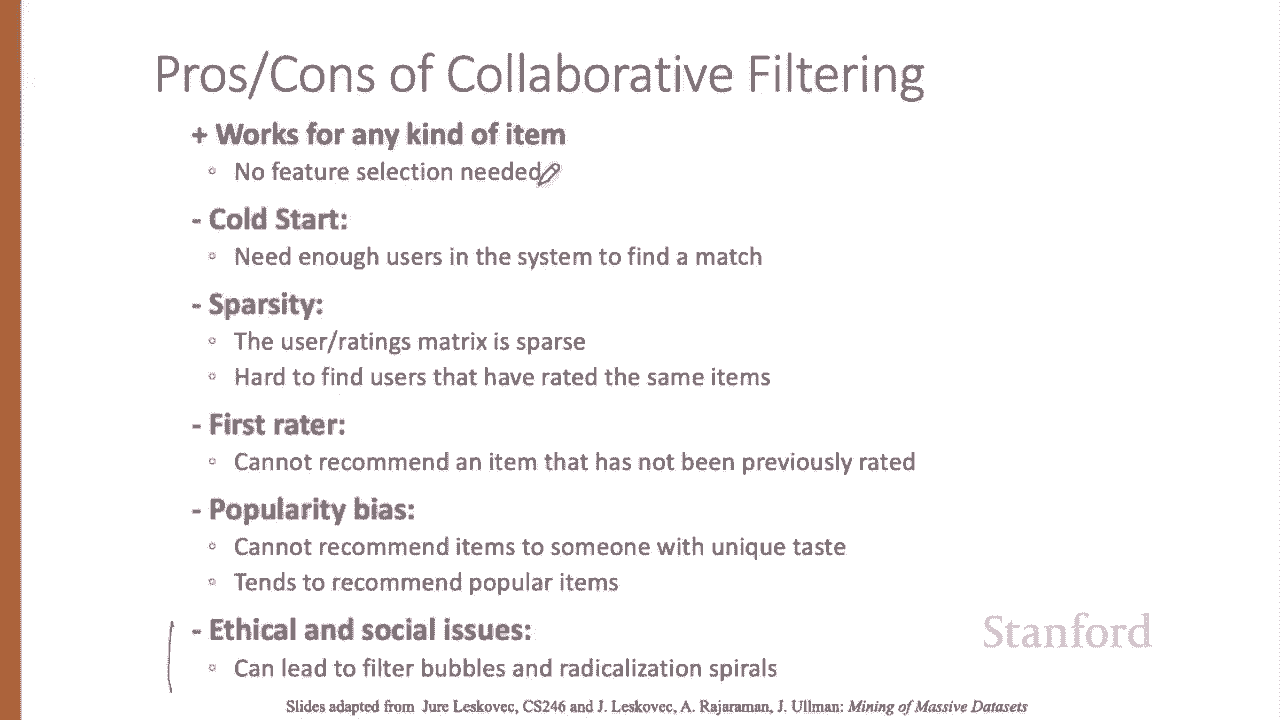 Pros/Cons of Collaborative Filtering
+ Works for any kind of item
◦ No feature selection needed
- Cold Start:
◦ Need enough users in the system to find a match
- Sparsity:
◦ The user/ratings matrix is sparse
◦ Hard to find users that have rated the same items
- First rater:
◦ Cannot recommend an item that has not been previously rated
- Popularity bias:
◦ Cannot recommend items to someone with unique taste
◦ Tends to recommend popular items
- Ethical and social issues:
◦ Can lead to filter bubbles and radicalization spirals
Stanford
Slides adapted from Jure Leskovec, CS246 and J. Leskovec, A. Rajaraman, J. Ullman: Mining of Massive Datasets